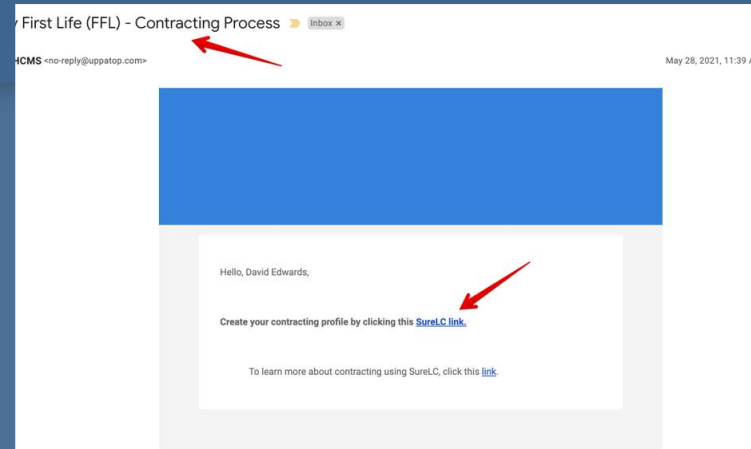 First Life (FFL) - Contracting Process Inbox x
HCMS <no-reply@uppatop.com> May 28, 2021, 11:39
Hello, David Edwards,
Create your contracting profile by clicking this SureLC link.
To learn more about contracting using SureLC, click this link.